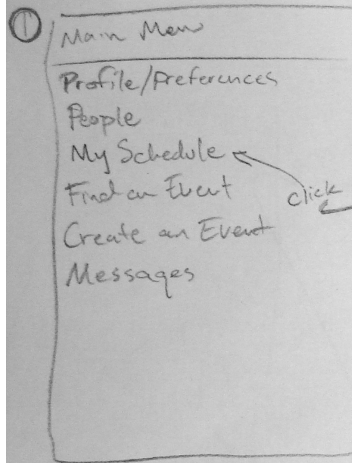 1
Main Menu
Profile/Preferences
People
My Schedule
Find an Event
click
Create an Event
Messages